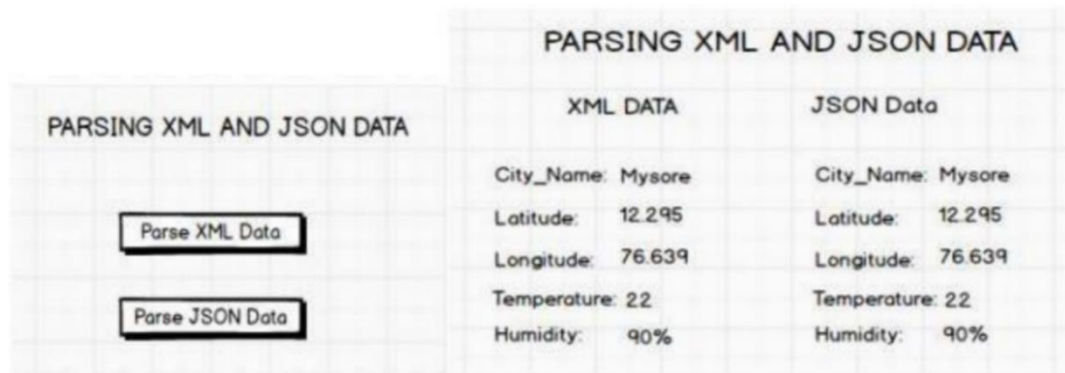 PARSING XML AND JSON DATA
Parse XML Data
Parse JSON Data
PARSING XML AND JSON DATA
XML DATA
City_Name: Mysore
Latitude: 12.295
Longitude: 76.639
Temperature: 22
Humidity: 90%
JSON Data
City_Name: Mysore
Latitude: 12.295
Longitude: 76.639
Temperature: 22
Humidity: 90%